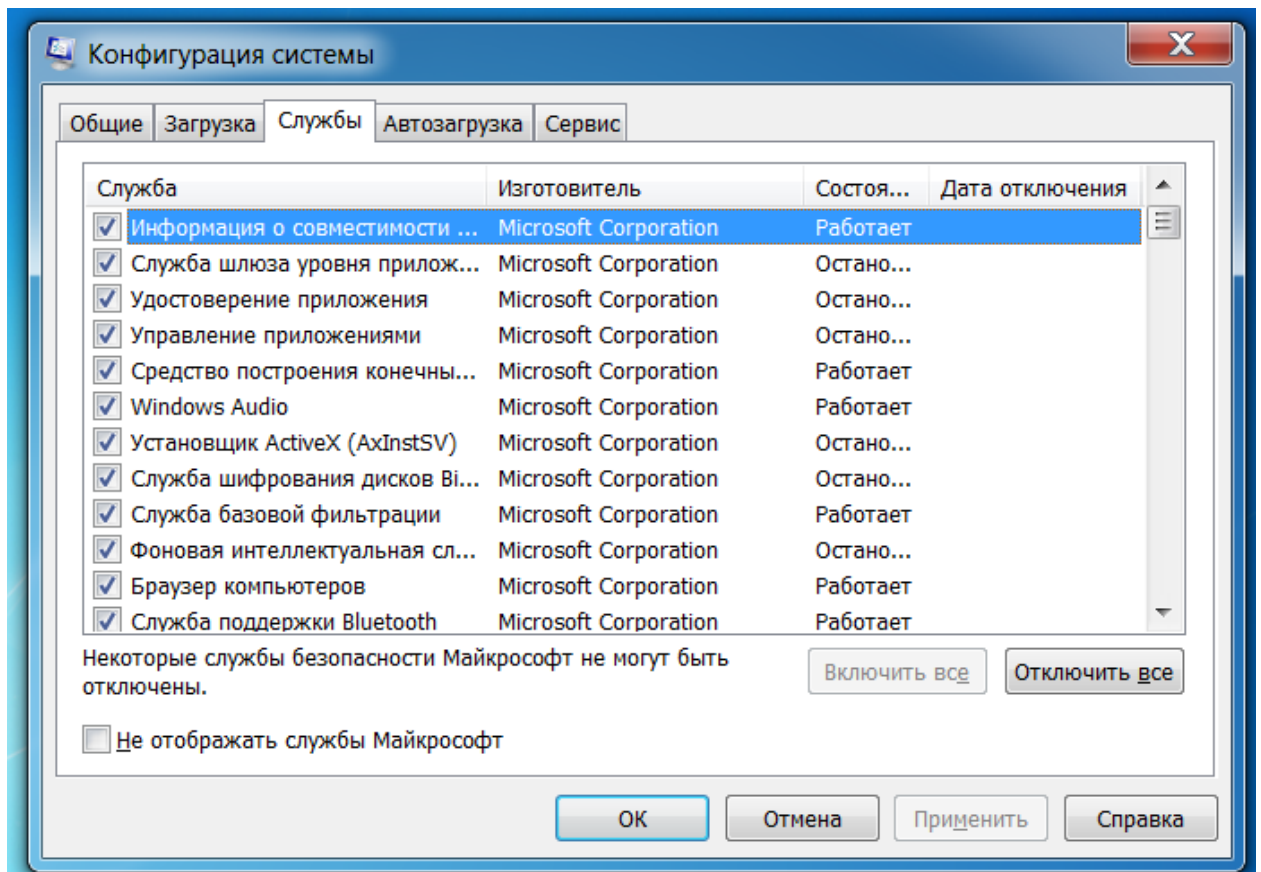 Конфигурация системы
Общие Загрузка Службы Автозагрузка Сервис
Служба Изготовитель Состоя... Дата отключения
Информация о совместимости ... Microsoft Corporation Работает
Служба шлюза уровня прилож... Microsoft Corporation Остано...
Удостоверение приложения Microsoft Corporation Остано...
Управление приложениями Microsoft Corporation Остано...
Средство построения конечны... Microsoft Corporation Работает
Windows Audio Microsoft Corporation Работает
Установщик ActiveX (AxInstSV) Microsoft Corporation Остано...
Служба шифрования дисков Bi... Microsoft Corporation Остано...
Служба базовой фильтрации Microsoft Corporation Работает
Фоновая интеллектуальная сл... Microsoft Corporation Остано...
Браузер компьютеров Microsoft Corporation Работает
Служба поддержки Bluetooth Microsoft Corporation Работает
Некоторые службы безопасности Майкрософт не могут быть
отключены.
Включить все Отключить все
Не отображать службы Майкрософт
ОК Отмена Применить Справка